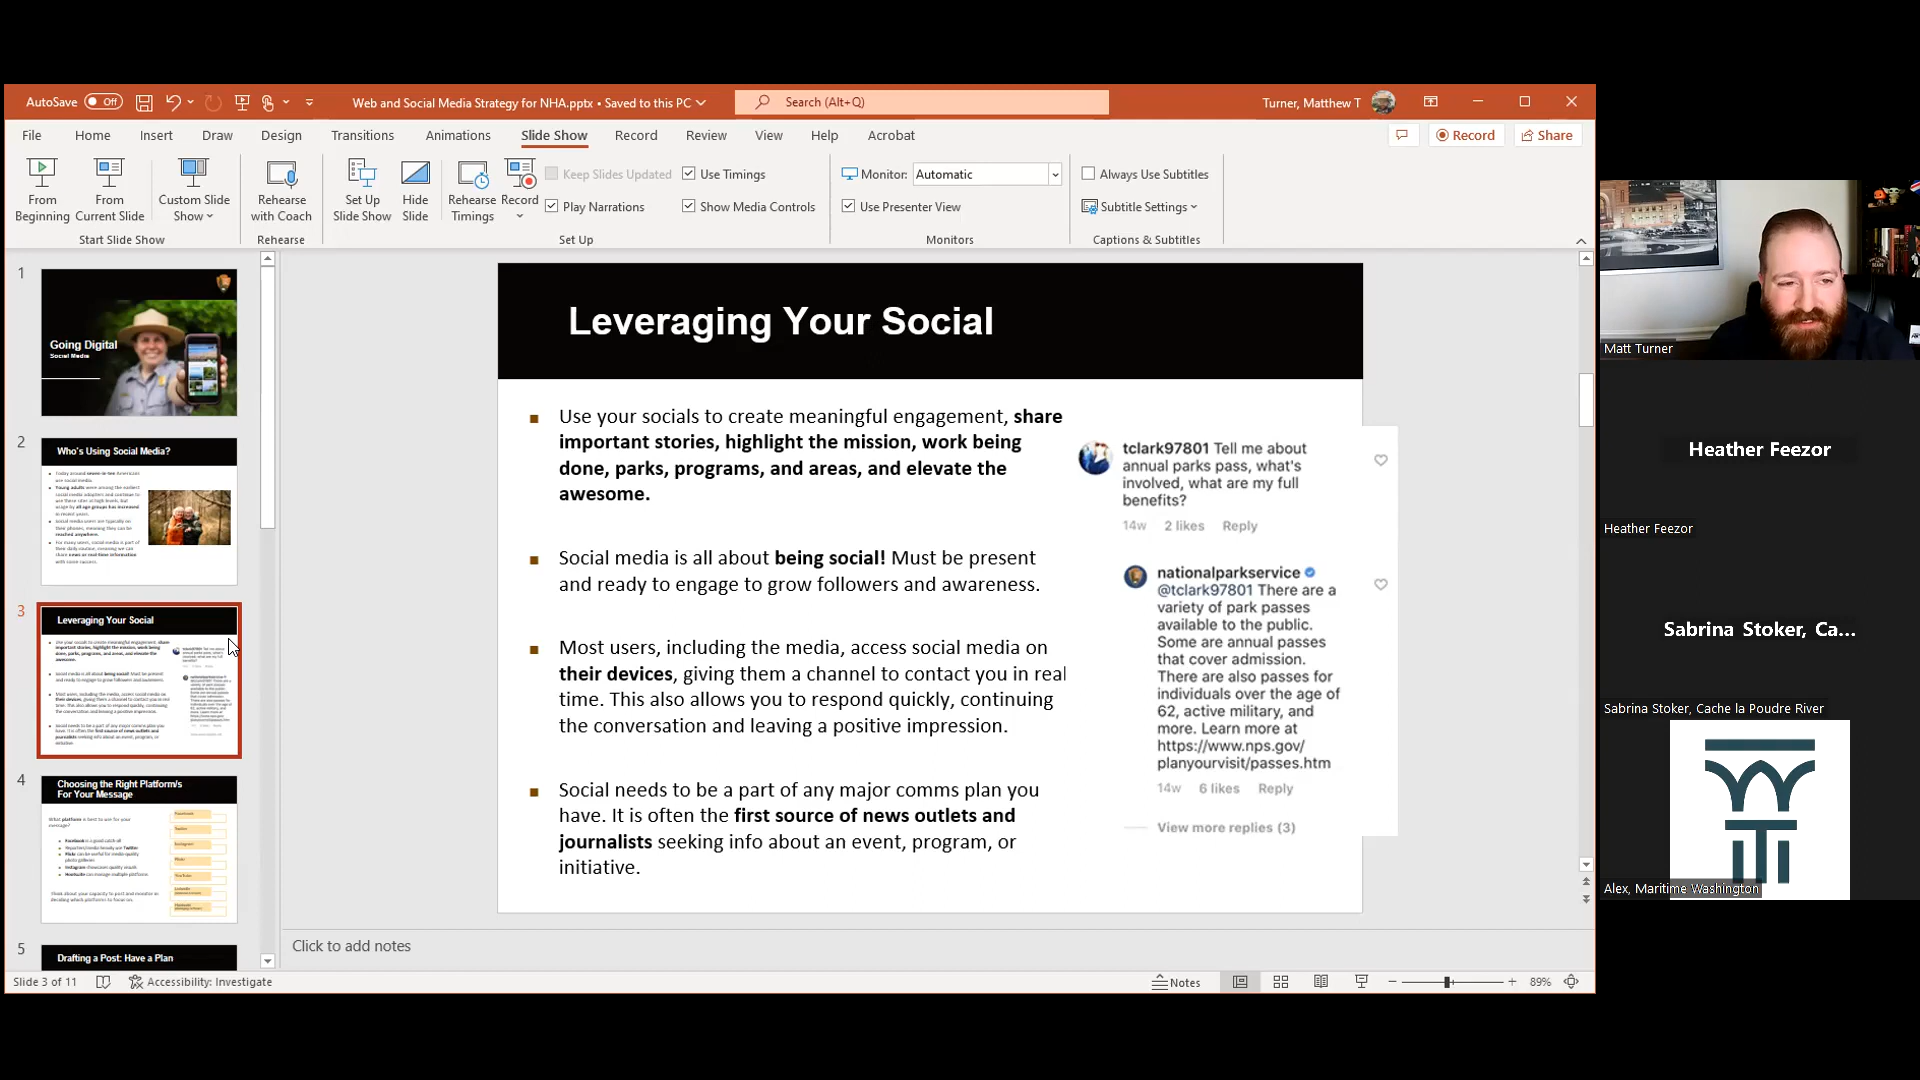 AutoSave Off
Web and Social Media Strategy for NHA.pptx • Saved to this PC
Search (Alt+Q)
Turner, Matthew T
File Home Insert Draw Design Transitions Animations Slide Show Record Review View Help Acrobat
Record Share
From Beginning
From Current Slide
Custom Slide Show
Rehearse with Coach
Set Up Slide Show
Hide Slide
Rehearse Timings
Record
Keep Slides Updated
Use Timings
Play Narrations
Show Media Controls
Monitor: Automatic
Use Presenter View
Always Use Subtitles
Subtitle Settings
Start Slide Show
Rehearse
Set Up
Monitors
Captions & Subtitles
1
Going Digital
Social Media
2
Who's Using Social Media?
3
Leveraging Your Social
4
Choosing the Right Platform/s
For Your Message
5
Drafting a Post: Have a Plan
Leveraging Your Social
Use your socials to create meaningful engagement, share
important stories, highlight the mission, work being
done, parks, programs, and areas, and elevate the
awesome.
Social media is all about being social! Must be present
and ready to engage to grow followers and awareness.
Most users, including the media, access social media on
their devices, giving them a channel to contact you in real
time. This also allows you to respond quickly, continuing
the conversation and leaving a positive impression.
Social needs to be a part of any major comms plan you
have. It is often the first source of news outlets and
journalists seeking info about an event, program, or
initiative.
tclark97801 Tell me about
annual parks pass, what's
involved, what are my full
benefits?
14w 2 likes Reply
nationalparkservice
@tclark97801 There are a
variety of park passes
available to the public.
Some are annual passes
that cover admission.
There are also passes for
individuals over the age of
62, active military, and
more. Learn more at
https://www.nps.gov/
planyourvisit/passes.htm
14w 6 likes Reply
View more replies (3)
Click to add notes
Slide 3 of 11
Accessibility: Investigate
Notes
89%
Matt Turner
Heather Feezor
Heather Feezor
Sabrina Stoker, Ca...
Sabrina Stoker, Cache la Poudre River
Alex, Maritime Washington